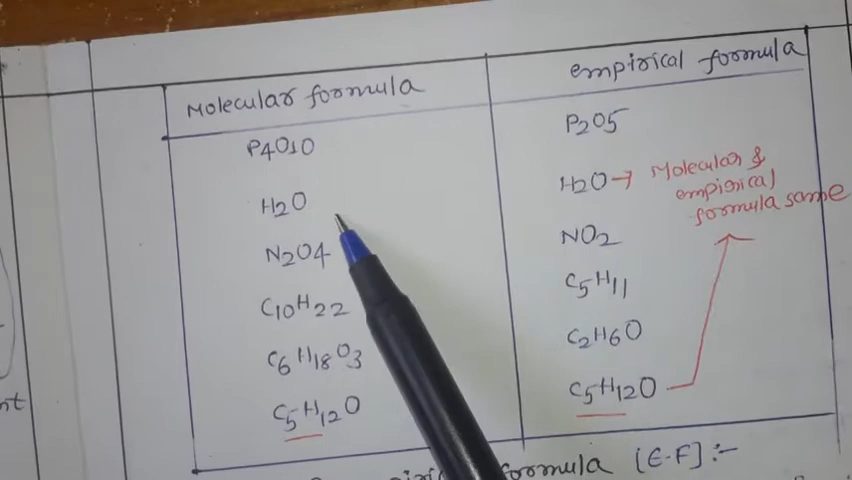 Molecular formula
empirical formula
P4O10
P2O5
H2O
H2O → Molecular &
empirical
formula same
N2O4
NO2
C10H22
C5H11
C6H18O3
C2H6O
C5H12O
C5H12O
formula [E.F] :-